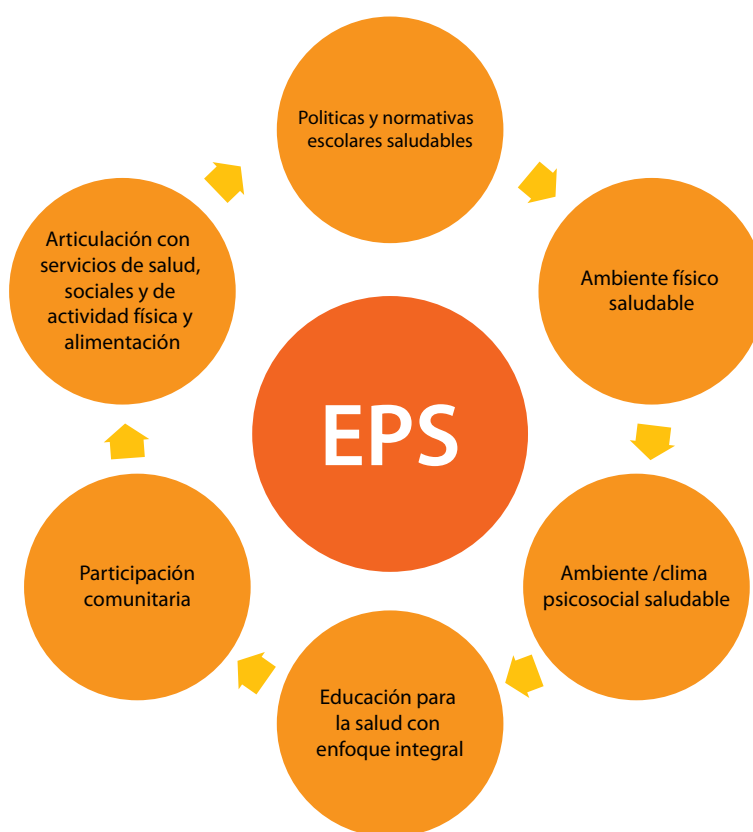 Politicas y normativas
escolares saludables
Ambiente físico
saludable
Ambiente /clima
psicosocial saludable
Educación para
la salud con
enfoque integral
Participación
comunitaria
Articulación con
servicios de salud,
sociales y de
actividad física y
alimentación
EPS